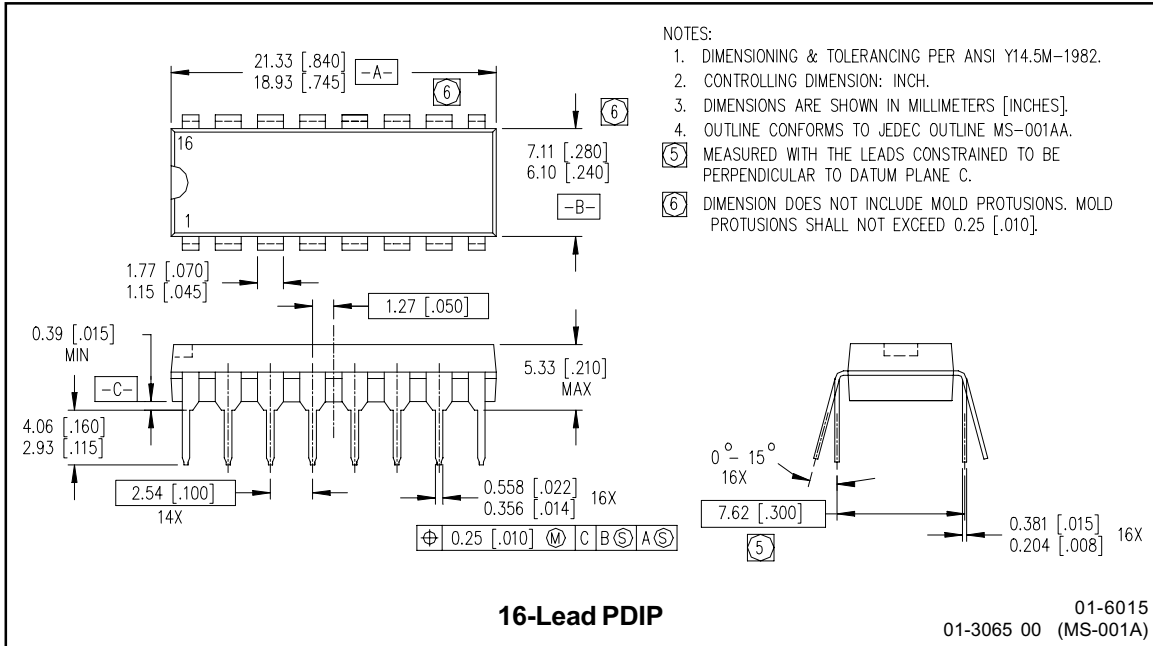 21.33 [.840]
18.93 [.745]
-A-
6
6
16
1
7.11 [.280]
6.10 [.240]
-B-
NOTES:
1. DIMENSIONING & TOLERANCING PER ANSI Y14.5M-1982.
2. CONTROLLING DIMENSION: INCH.
3. DIMENSIONS ARE SHOWN IN MILLIMETERS [INCHES].
4. OUTLINE CONFORMS TO JEDEC OUTLINE MS-001AA.
5 MEASURED WITH THE LEADS CONSTRAINED TO BE
PERPENDICULAR TO DATUM PLANE C.
6 DIMENSION DOES NOT INCLUDE MOLD PROTUSIONS. MOLD
PROTUSIONS SHALL NOT EXCEED 0.25 [.010].
1.77 [.070]
1.15 [.045]
1.27 [.050]
0.39 [.015]
MIN
-C-
5.33 [.210]
MAX
4.06 [.160]
2.93 [.115]
2.54 [.100]
14X
0.558 [.022]
0.356 [.014]
16X
⌖ 0.25 [.010] Ⓜ C BⓈ AⓈ
0° - 15°
16X
7.62 [.300]
5
0.381 [.015]
0.204 [.008]
16X
16-Lead PDIP
01-6015
01-3065 00 (MS-001A)